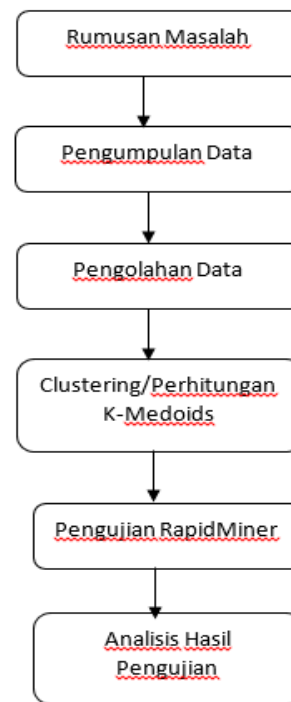 Rumusan Masalah
Pengumpulan Data
Pengolahan Data
Clustering/Perhitungan
K-Medoids
Pengujian RapidMiner
Analisis Hasil
Pengujian